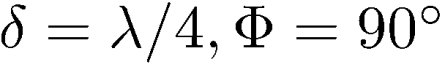 δ = λ/4, Φ = 90°